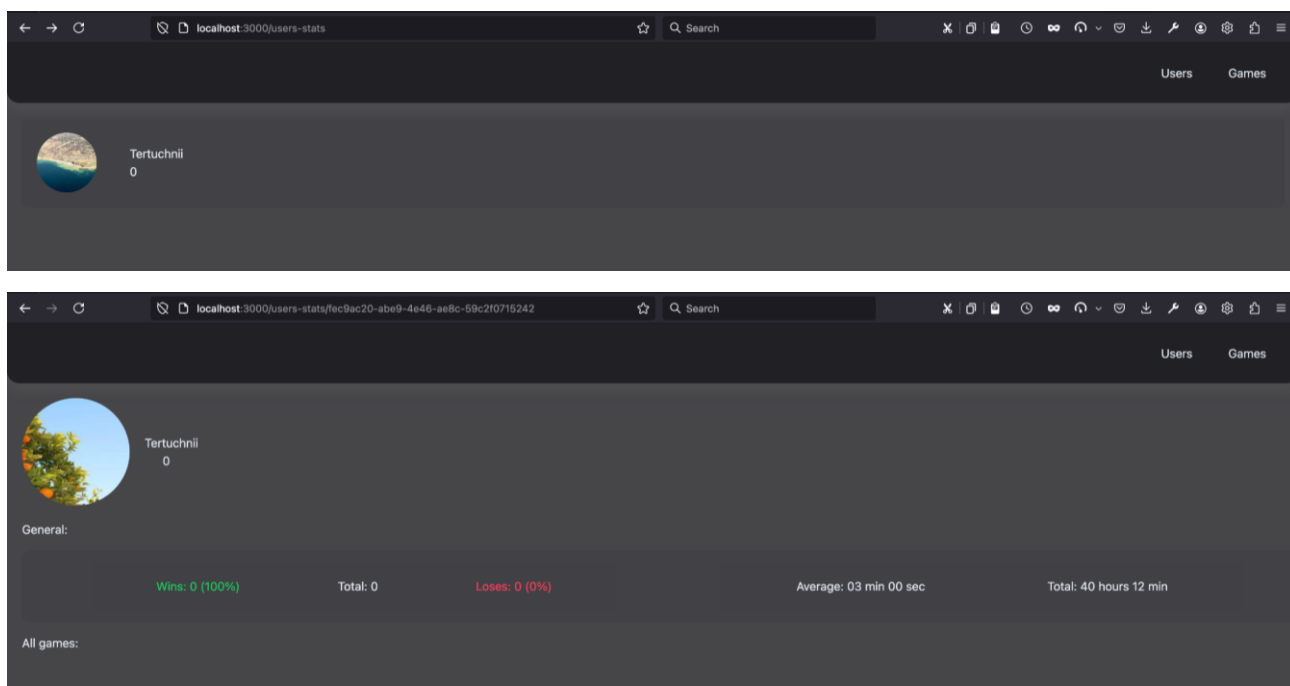 localhost:3000/users-stats
Search
Users Games
Tertuchnii
0
localhost:3000/users-stats/fec9ac20-abe9-4e46-ae8c-59c2f0715242
Search
Users Games
Tertuchnii
0
General:
Wins: 0 (100%) Total: 0 Loses: 0 (0%) Average: 03 min 00 sec Total: 40 hours 12 min
All games: